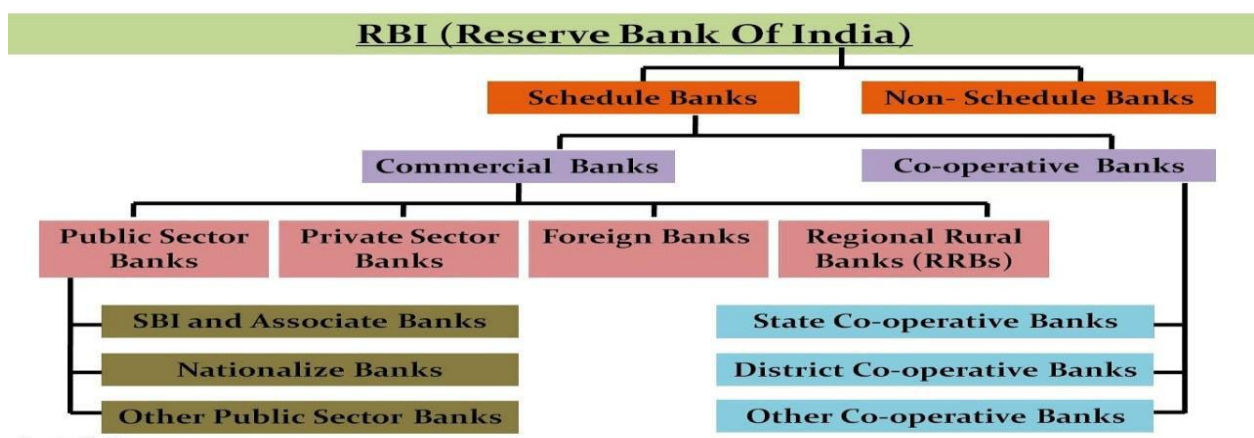 RBI (Reserve Bank Of India)
Schedule Banks
Non- Schedule Banks
Commercial Banks
Co-operative Banks
Public Sector
Banks
Private Sector
Banks
Foreign Banks
Regional Rural
Banks (RRBs)
SBI and Associate Banks
Nationalize Banks
Other Public Sector Banks
State Co-operative Banks
District Co-operative Banks
Other Co-operative Banks